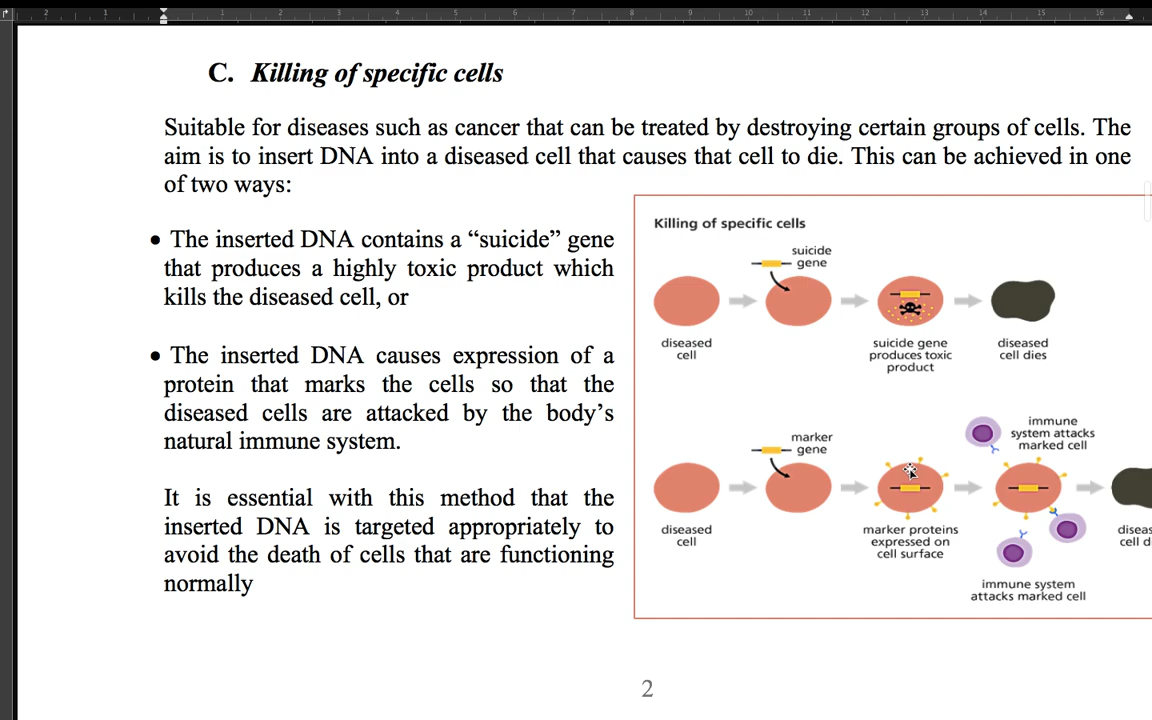 C. Killing of specific cells
Suitable for diseases such as cancer that can be treated by destroying certain groups of cells. The
aim is to insert DNA into a diseased cell that causes that cell to die. This can be achieved in one
of two ways:
• The inserted DNA contains a “suicide” gene
that produces a highly toxic product which
kills the diseased cell, or
• The inserted DNA causes expression of a
protein that marks the cells so that the
diseased cells are attacked by the body’s
natural immune system.
It is essential with this method that the
inserted DNA is targeted appropriately to
avoid the death of cells that are functioning
normally
Killing of specific cells
suicide
gene
diseased
cell
suicide gene
produces toxic
product
diseased
cell dies
marker
gene
immune
system attacks
marked cell
diseased
cell
marker proteins
expressed on
cell surface
immune system
attacks marked cell
diseas
cell d
2